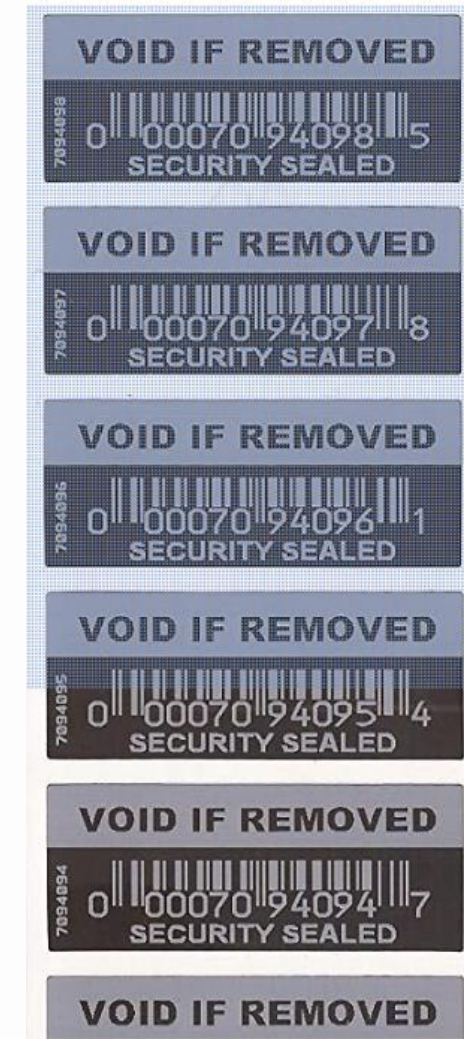 VOID IF REMOVED
7094098
0 00070 94098 5
SECURITY SEALED
VOID IF REMOVED
7094097
0 00070 94097 8
SECURITY SEALED
VOID IF REMOVED
7094096
0 00070 94096 1
SECURITY SEALED
VOID IF REMOVED
7094095
0 00070 94095 4
SECURITY SEALED
VOID IF REMOVED
7094094
0 00070 94094 7
SECURITY SEALED
VOID IF REMOVED